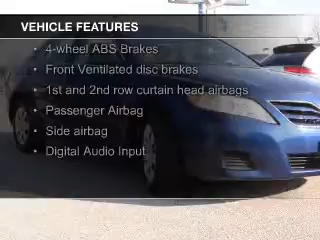 VEHICLE FEATURES
• 4-wheel ABS Brakes
• Front Ventilated disc brakes
• 1st and 2nd row curtain head airbags
• Passenger Airbag
• Side airbag
• Digital Audio Input